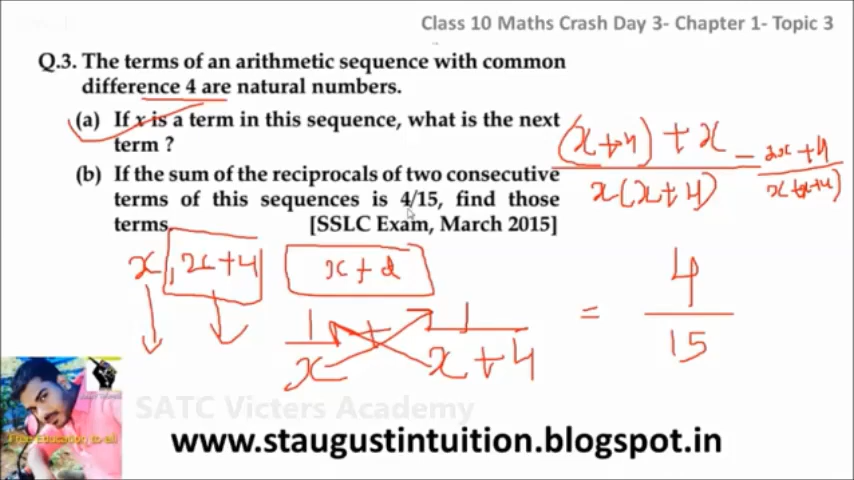 Class 10 Maths Crash Day 3- Chapter 1- Topic 3
Q.3. The terms of an arithmetic sequence with common
difference 4 are natural numbers.
(a) If x is a term in this sequence, what is the next
term ?
(b) If the sum of the reciprocals of two consecutive
terms of this sequences is 4/15, find those
terms. [SSLC Exam, March 2015]
(x+4) + x
x(x+4)
= 2x+4
x(x+4)
x, x+4
x + d
1/x + 1/x+4 = 4/15
Free education to all
SATC Victers Academy
www.staugustintuition.blogspot.in